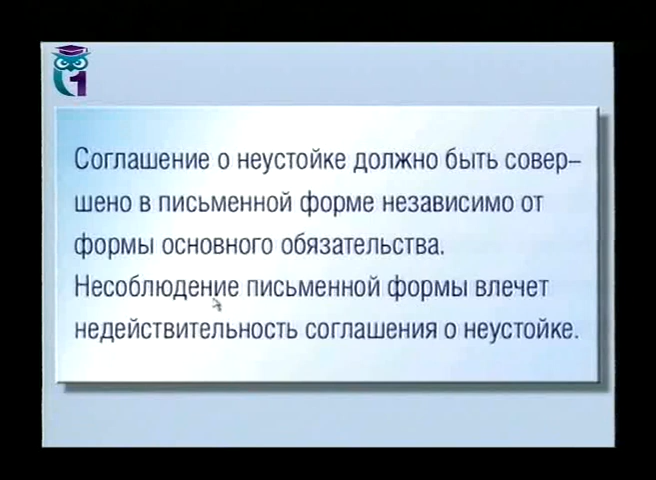 1
Соглашение о неустойке должно быть совер–
шено в письменной форме независимо от
формы основного обязательства.
Несоблюдение письменной формы влечет
недействительность соглашения о неустойке.